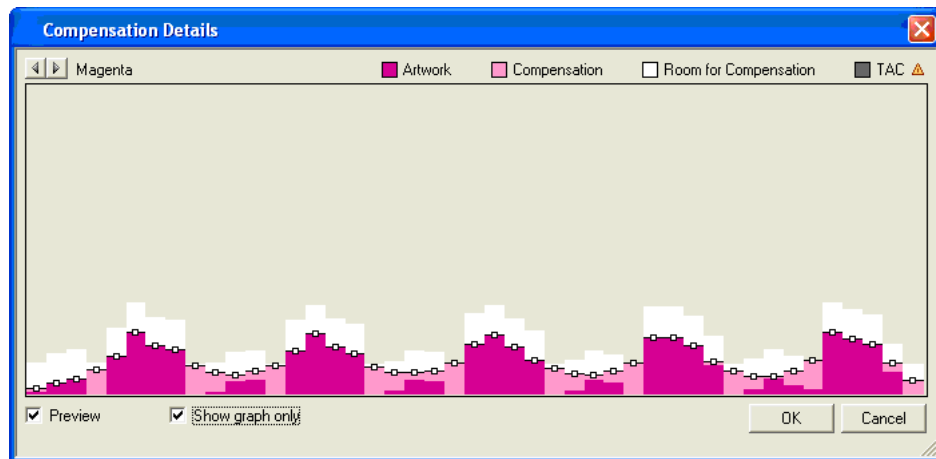 Compensation Details
Magenta Artwork Compensation Room for Compensation TAC
Preview Show graph only OK Cancel